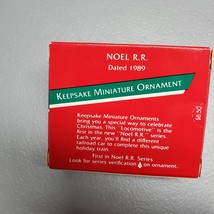 NOEL R.R.
Dated 1989
KEEPSAKE MINIATURE ORNAMENT
Keepsake Miniature Ornaments
bring you a special way to celebrate
Christmas. This "Locomotive" is the
first in the new "Noel R.R." series.
Each year, you'll find a different
railroad car to complete this unique
holiday train.
First in Noel R.R. Series
Look for series verification on ornament.
$8.50